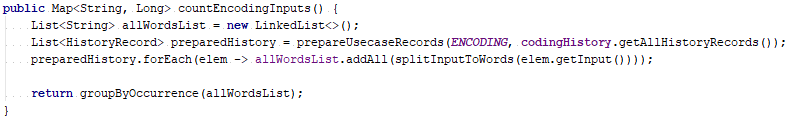 public Map<String, Long> countEncodingInputs() {
    List<String> allWordsList = new LinkedList<>();
    List<HistoryRecord> preparedHistory = prepareUsecaseRecords(ENCODING, codingHistory.getAllHistoryRecords());
    preparedHistory.forEach(elem -> allWordsList.addAll(splitInputToWords(elem.getInput())));
    return groupByOccurrence(allWordsList);
}